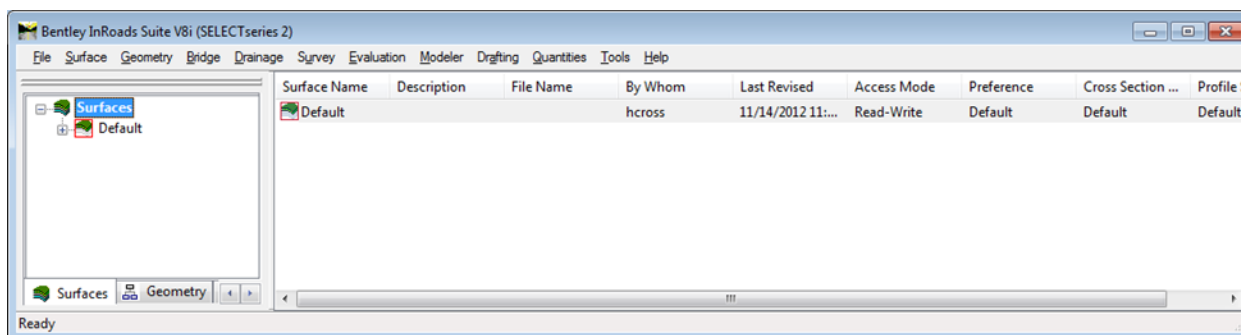 Bentley InRoads Suite V8i (SELECTseries 2)
File Surface Geometry Bridge Drainage Survey Evaluation Modeler Drafting Quantities Tools Help
Surface Name Description File Name By Whom Last Revised Access Mode Preference Cross Section ... Profile
Surfaces
Default hcross 11/14/2012 11:... Read-Write Default Default Default
Default
Surfaces Geometry
Ready